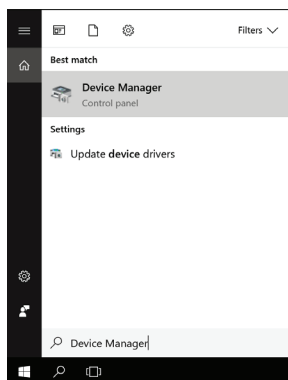 Filters
Best match
Device Manager
Control panel
Settings
Update device drivers
Device Manager